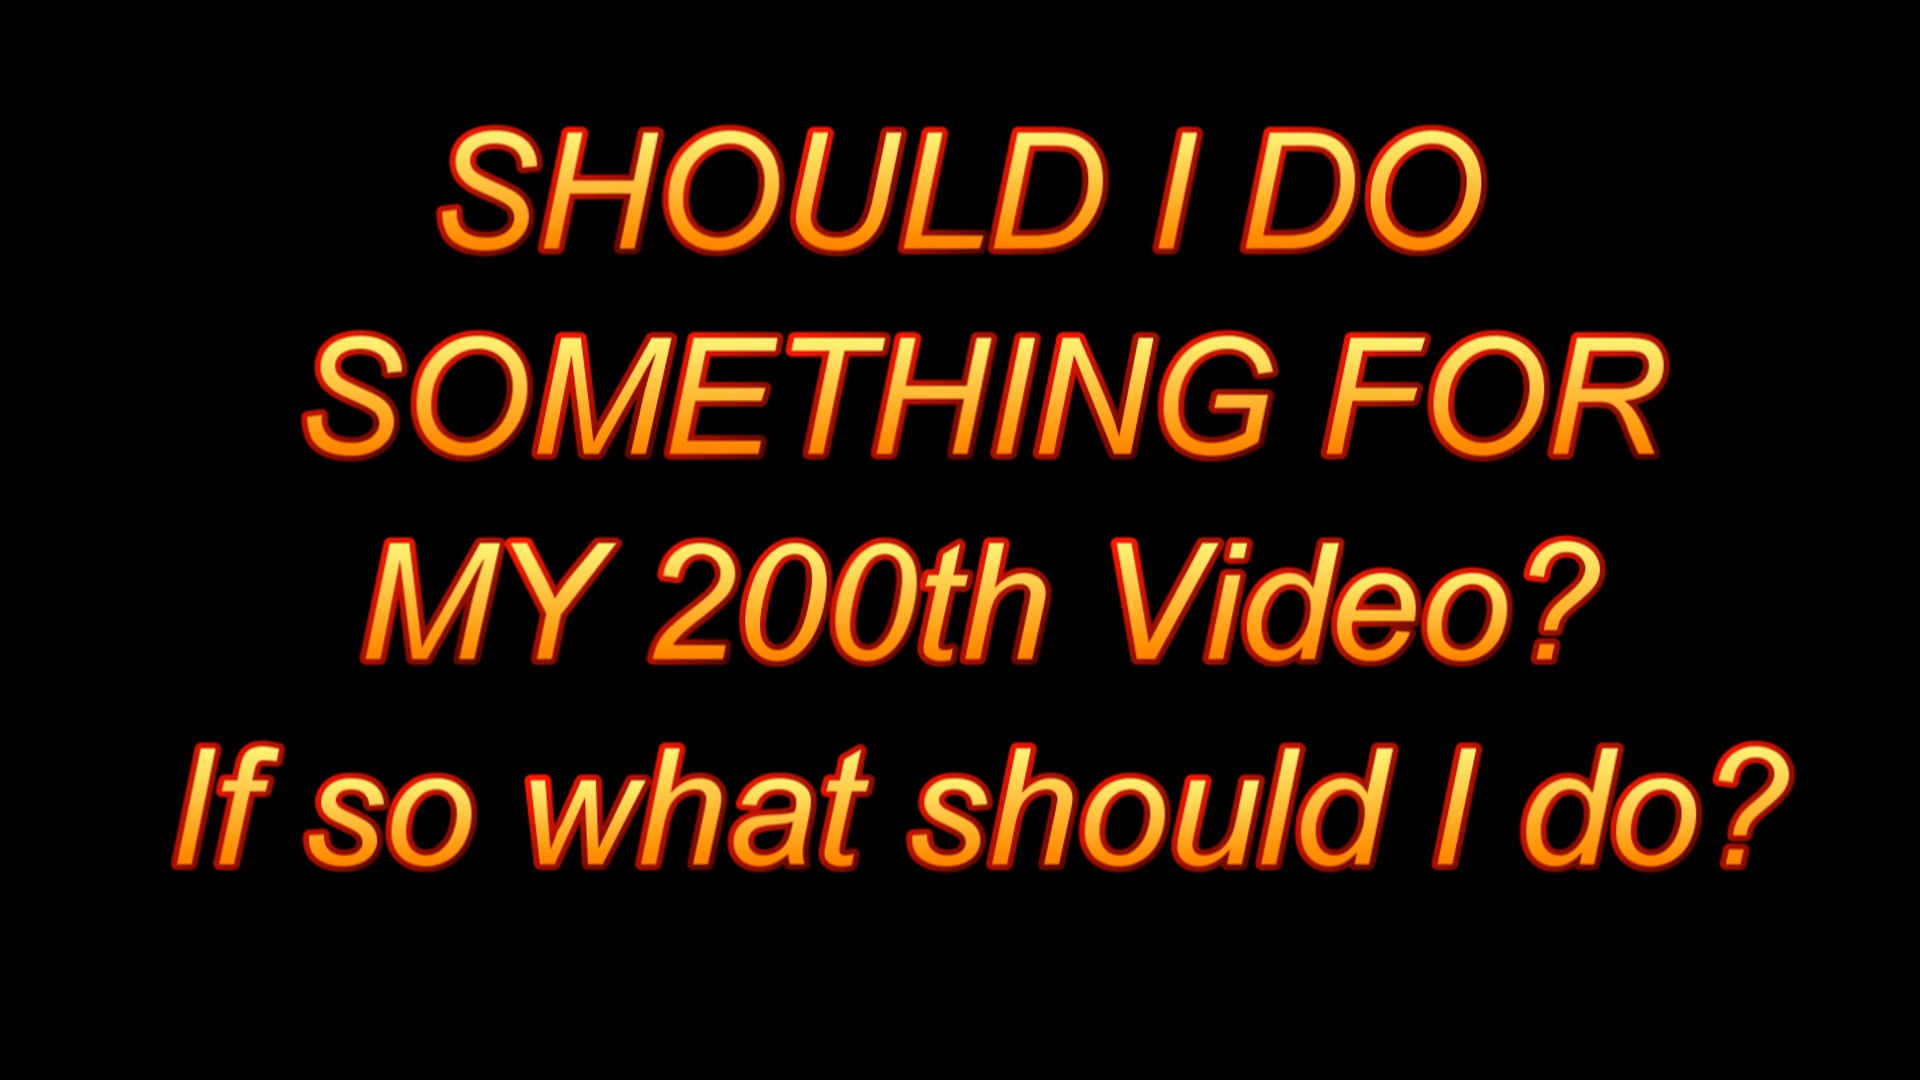 SHOULD I DO
SOMETHING FOR
MY 200th Video?
If so what should I do?